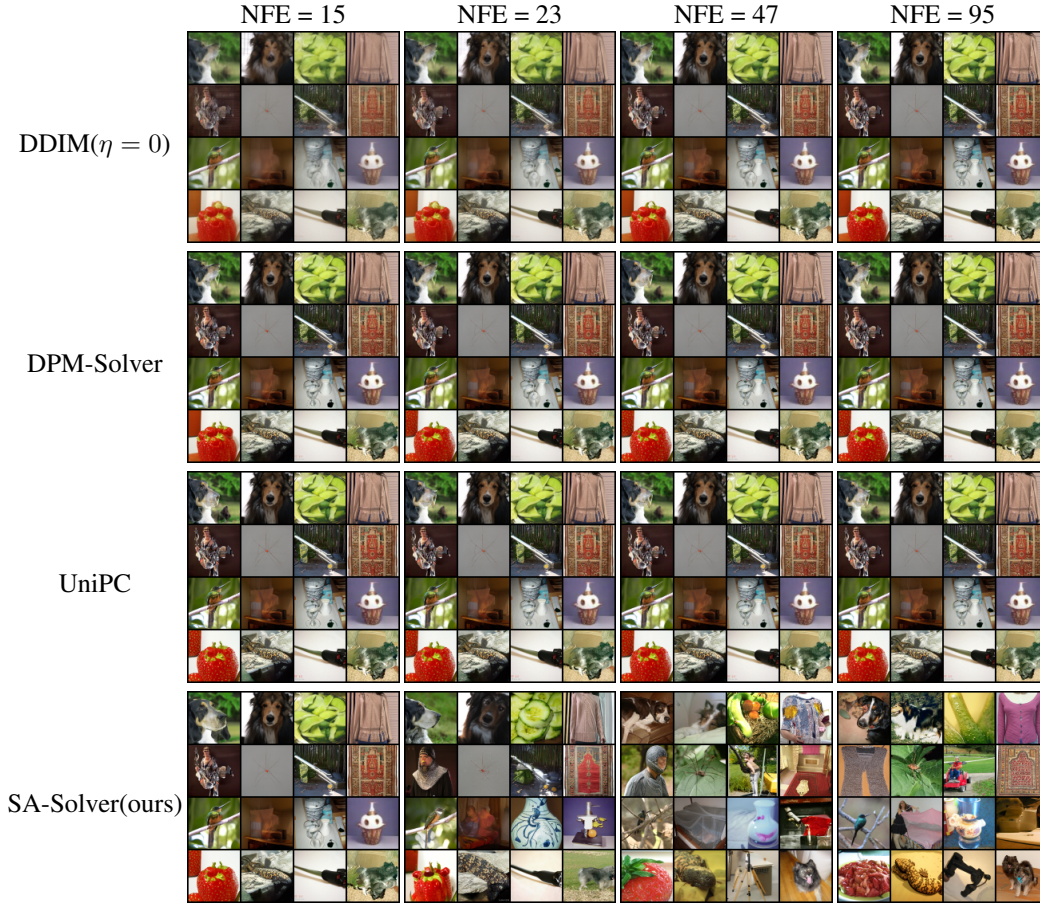 NFE = 15 NFE = 23 NFE = 47 NFE = 95
DDIM(η = 0)
DPM-Solver
UniPC
SA-Solver(ours)